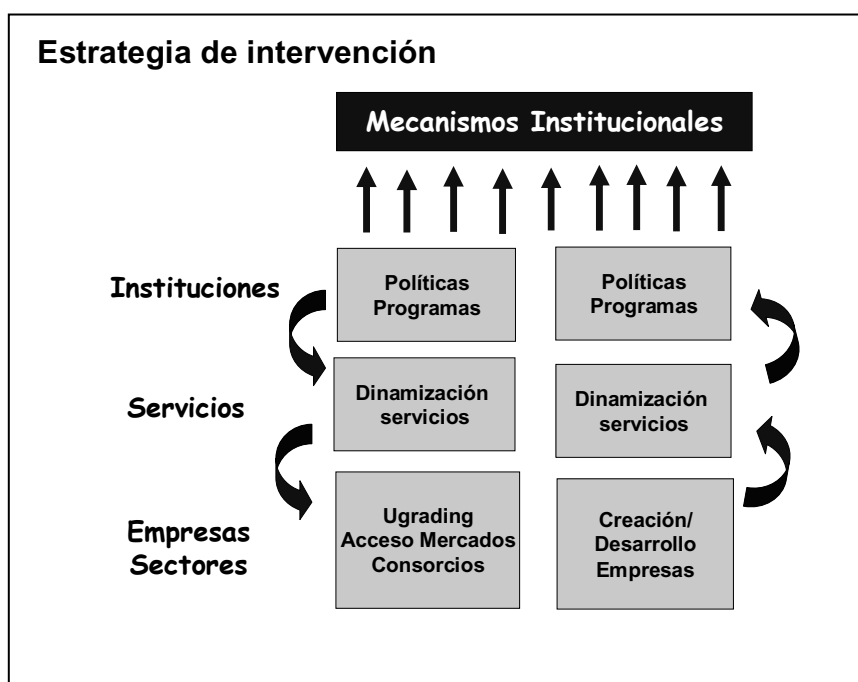 Estrategia de intervención
Mecanismos Institucionales
Instituciones
Políticas
Programas
Políticas
Programas
Servicios
Dinamización
servicios
Dinamización
servicios
Empresas
Sectores
Ugrading
Acceso Mercados
Consorcios
Creación/
Desarrollo
Empresas